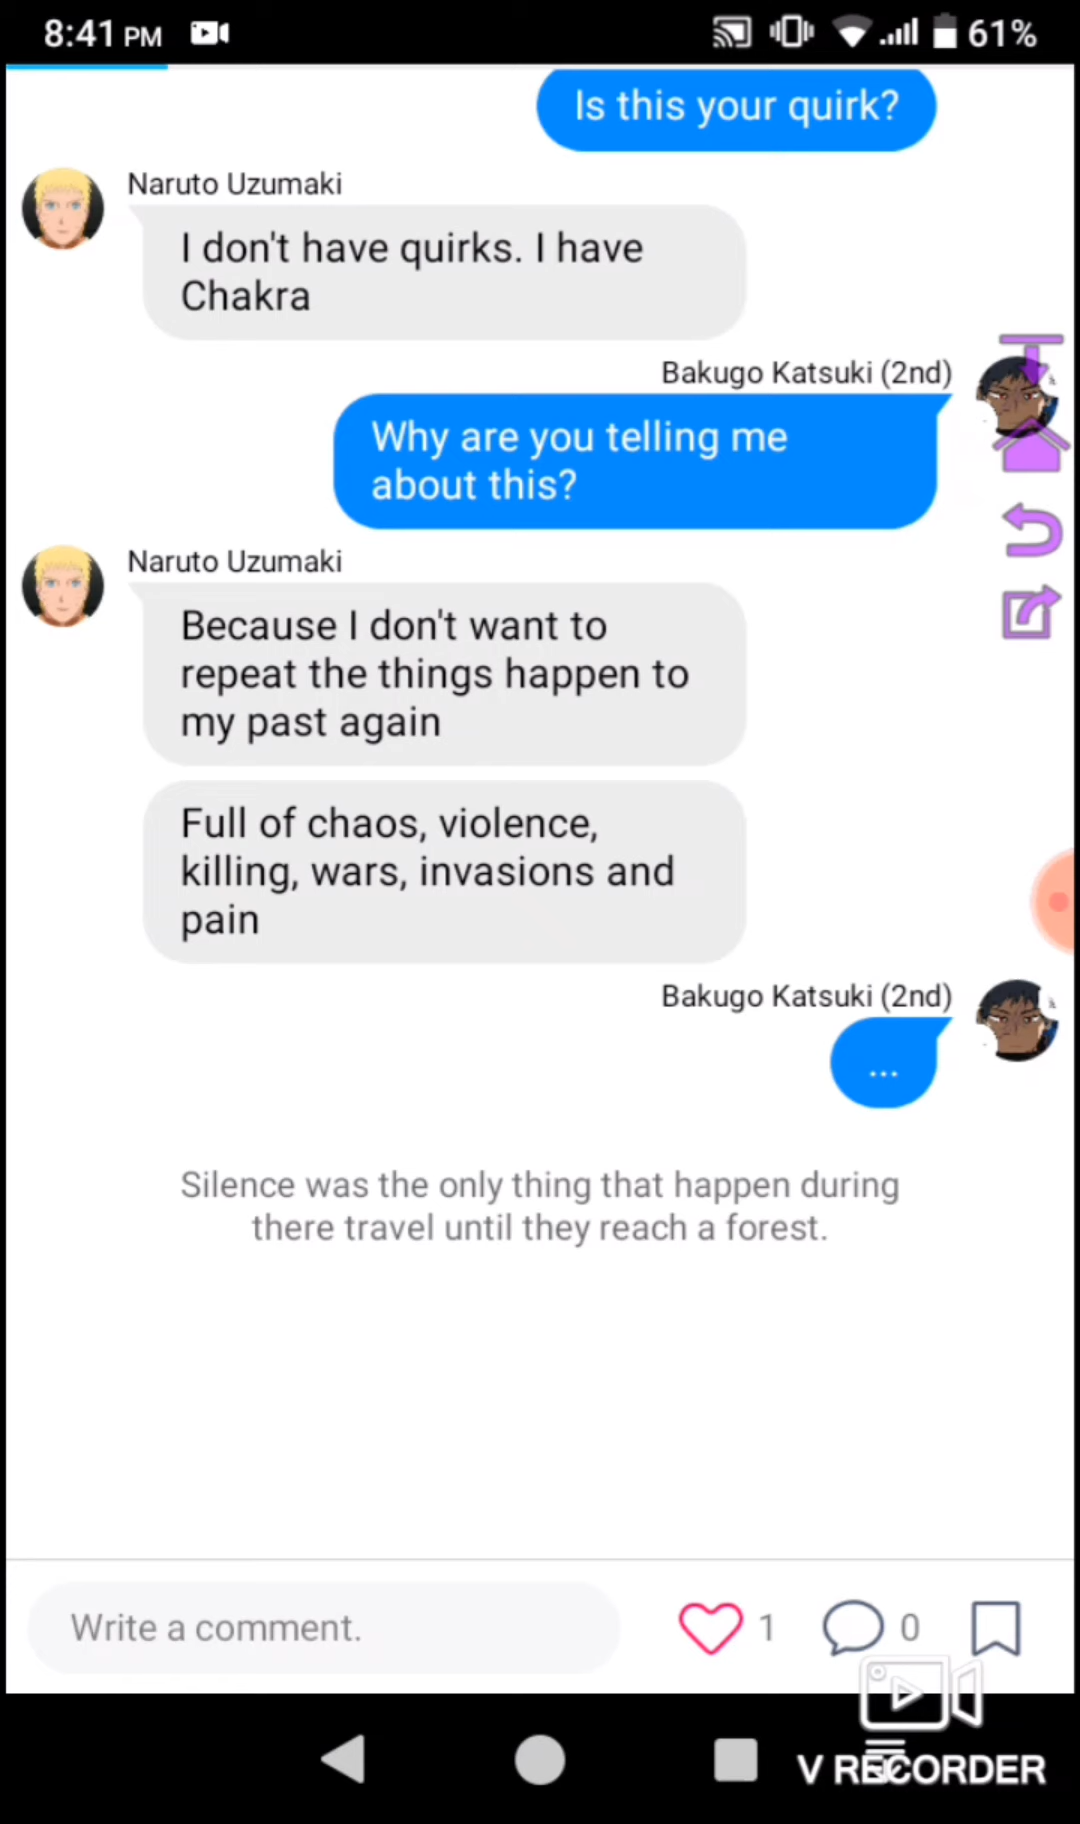 8:41 PM
61%
Is this your quirk?
Naruto Uzumaki
I don't have quirks. I have
Chakra
Bakugo Katsuki (2nd)
Why are you telling me
about this?
Naruto Uzumaki
Because I don't want to
repeat the things happen to
my past again
Full of chaos, violence,
killing, wars, invasions and
pain
Bakugo Katsuki (2nd)
...
Silence was the only thing that happen during
there travel until they reach a forest.
Write a comment.
1
0
V RECORDER